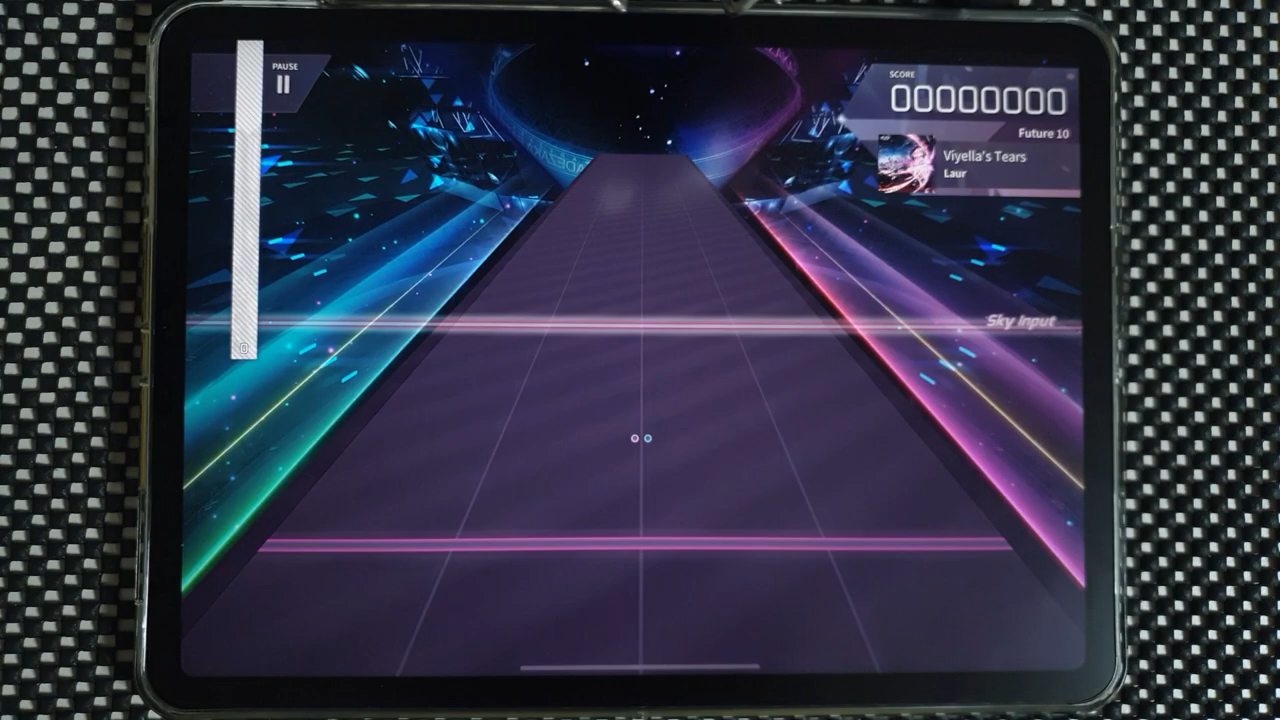 PAUSE
0
SCORE
00000000
Future 10
Viyella's Tears
Laur
Sky Input